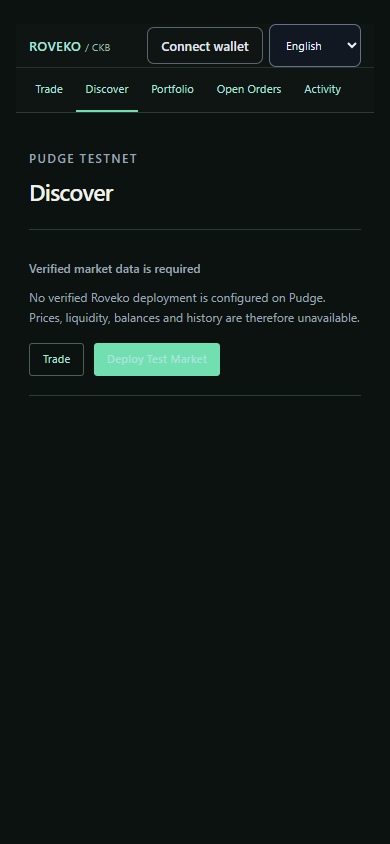 ROVEKO / CKB
Connect wallet
English
Trade Discover Portfolio Open Orders Activity
PUDGE TESTNET
Discover
Verified market data is required
No verified Roveko deployment is configured on Pudge.
Prices, liquidity, balances and history are therefore unavailable.
Trade
Deploy Test Market